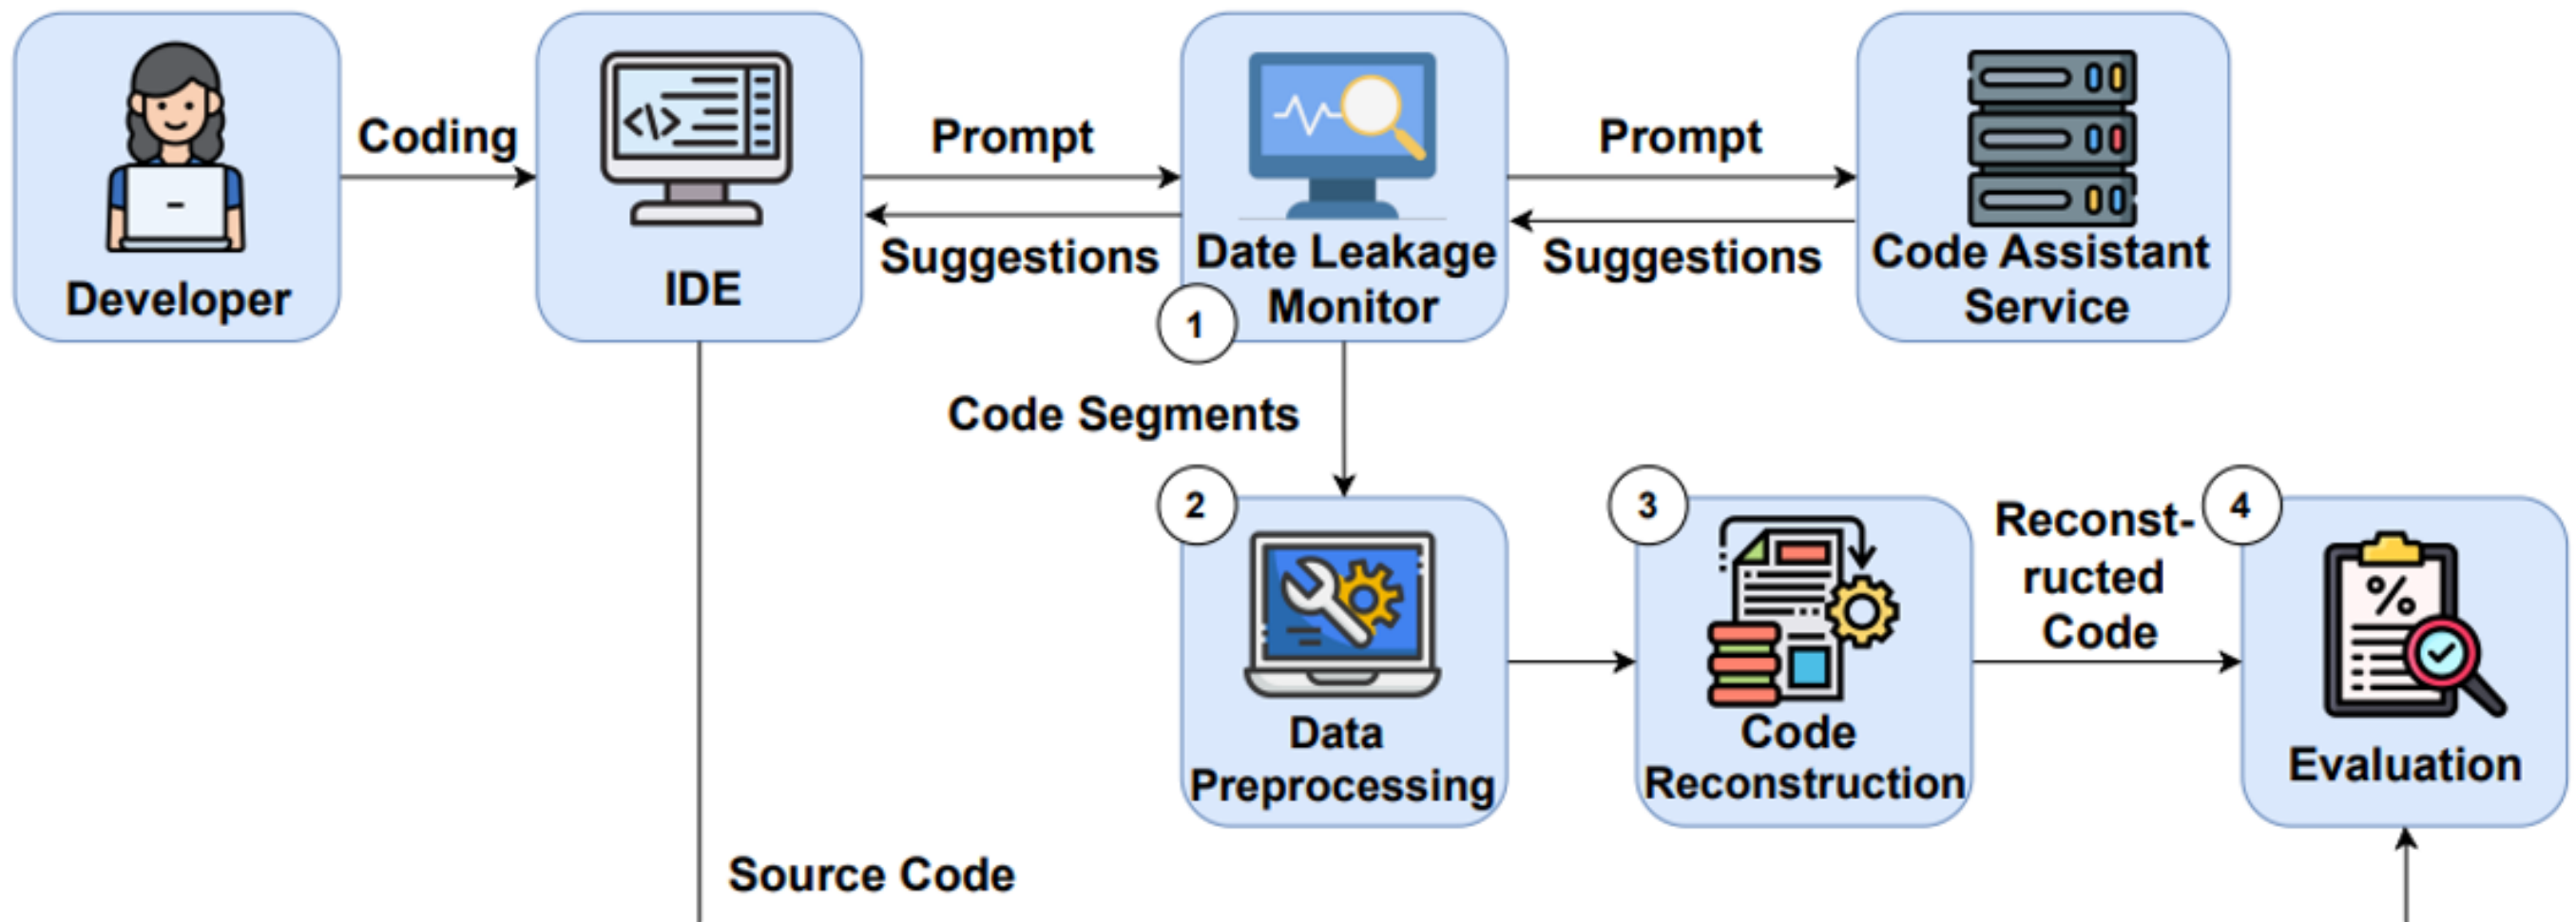 Coding
Prompt
Prompt
Suggestions
Suggestions
Developer
IDE
Date Leakage
Monitor
Code Assistant
Service
1
Code Segments
2
3
Reconst-
ructed
Code
4
Data
Preprocessing
Code
Reconstruction
Evaluation
Source Code